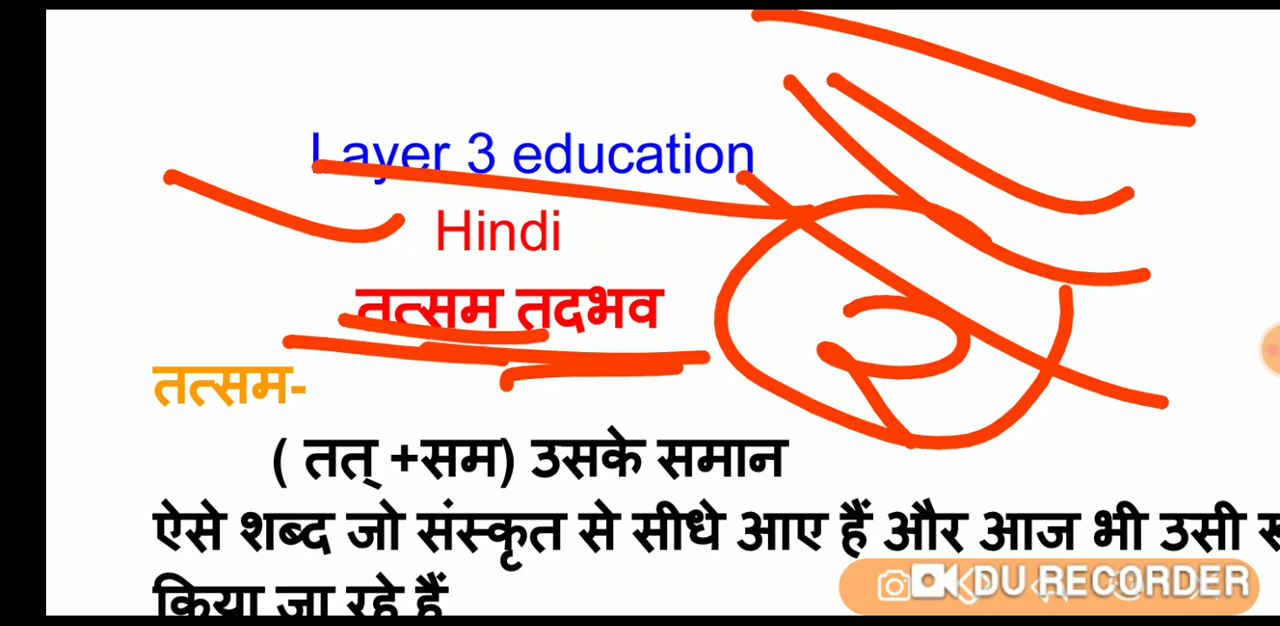 Layer 3 education
Hindi
तत्सम तदभव
तत्सम-
( तत् +सम) उसके समान
ऐसे शब्द जो संस्कृत से सीधे आए हैं और आज भी उसी
किया जा रहे हैं
DU RECORDER